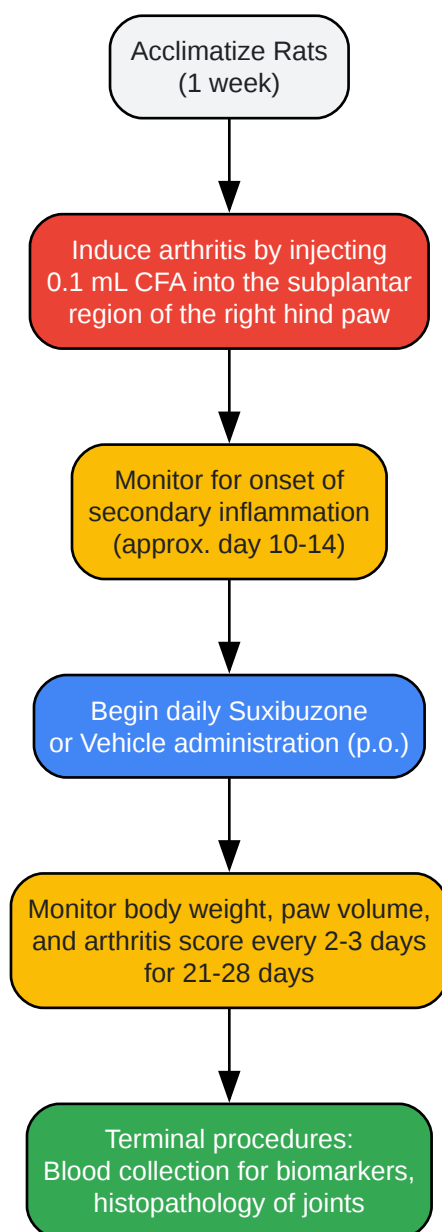 Acclimatize Rats
(1 week)
Induce arthritis by injecting
0.1 mL CFA into the subplantar
region of the right hind paw
Monitor for onset of
secondary inflammation
(approx. day 10-14)
Begin daily Suxibuzone
or Vehicle administration (p.o.)
Monitor body weight, paw volume,
and arthritis score every 2-3 days
for 21-28 days
Terminal procedures:
Blood collection for biomarkers,
histopathology of joints